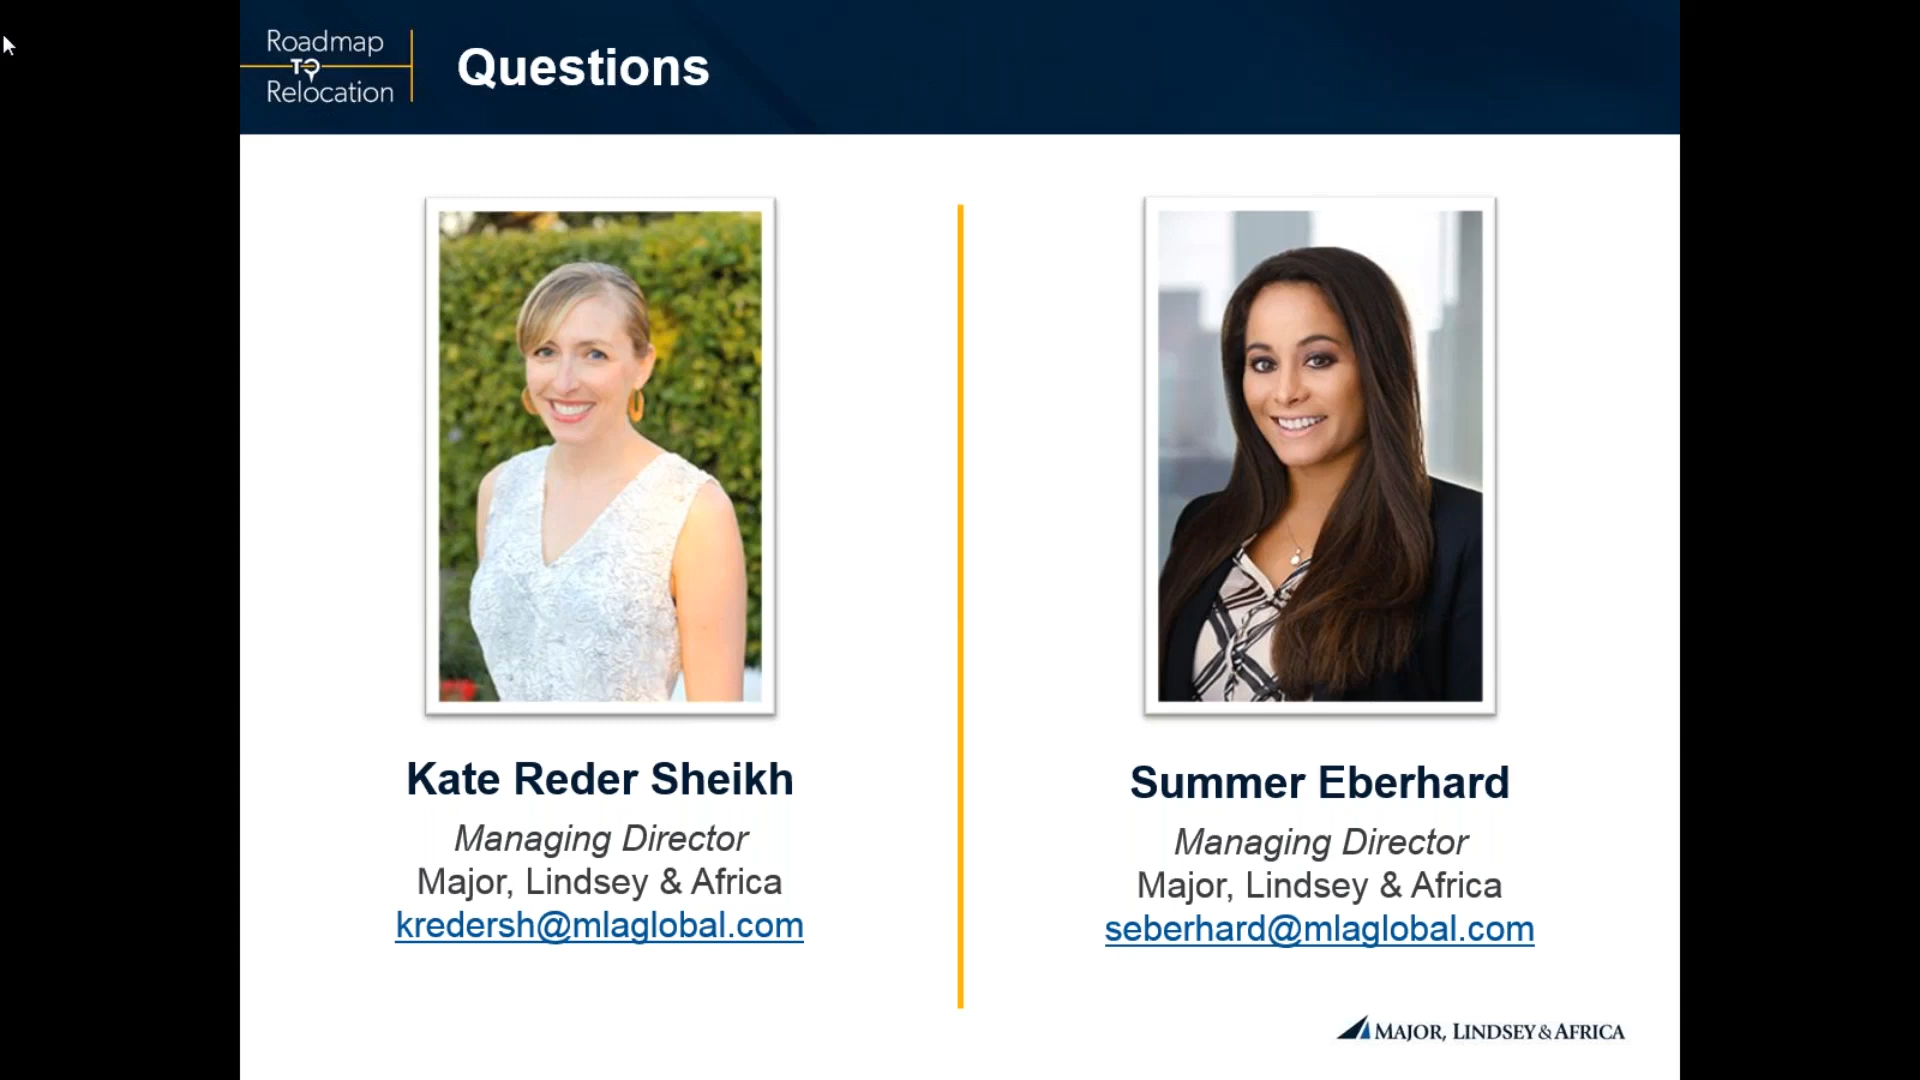 Roadmap
TO
Relocation
Questions
Kate Reder Sheikh
Managing Director
Major, Lindsey & Africa
kredersh@mlaglobal.com
Summer Eberhard
Managing Director
Major, Lindsey & Africa
seberhard@mlaglobal.com
MAJOR, LINDSEY & AFRICA